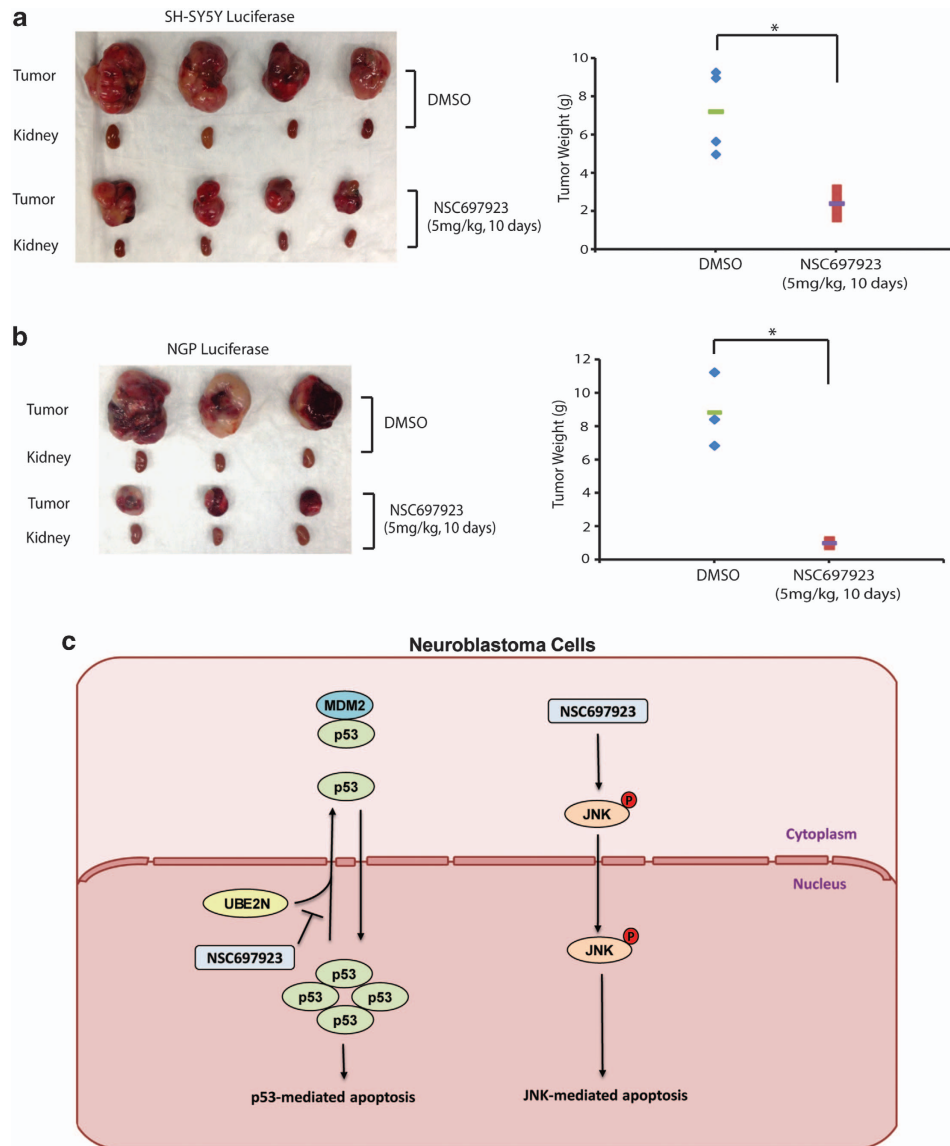 a
SH-SY5Y Luciferase
Tumor
Kidney
DMSO
Tumor
Kidney
NSC697923
(5mg/kg, 10 days)
*
Tumor Weight (g)
10
8
6
4
2
0
DMSO
NSC697923
(5mg/kg, 10 days)
b
NGP Luciferase
Tumor
Kidney
DMSO
Tumor
Kidney
NSC697923
(5mg/kg, 10 days)
*
Tumor Weight (g)
12
10
8
6
4
2
0
DMSO
NSC697923
(5mg/kg, 10 days)
c
Neuroblastoma Cells
MDM2
p53
p53
UBE2N
NSC697923
p53
p53
p53
p53
p53-mediated apoptosis
NSC697923
P
JNK
Cytoplasm
Nucleus
P
JNK
JNK-mediated apoptosis